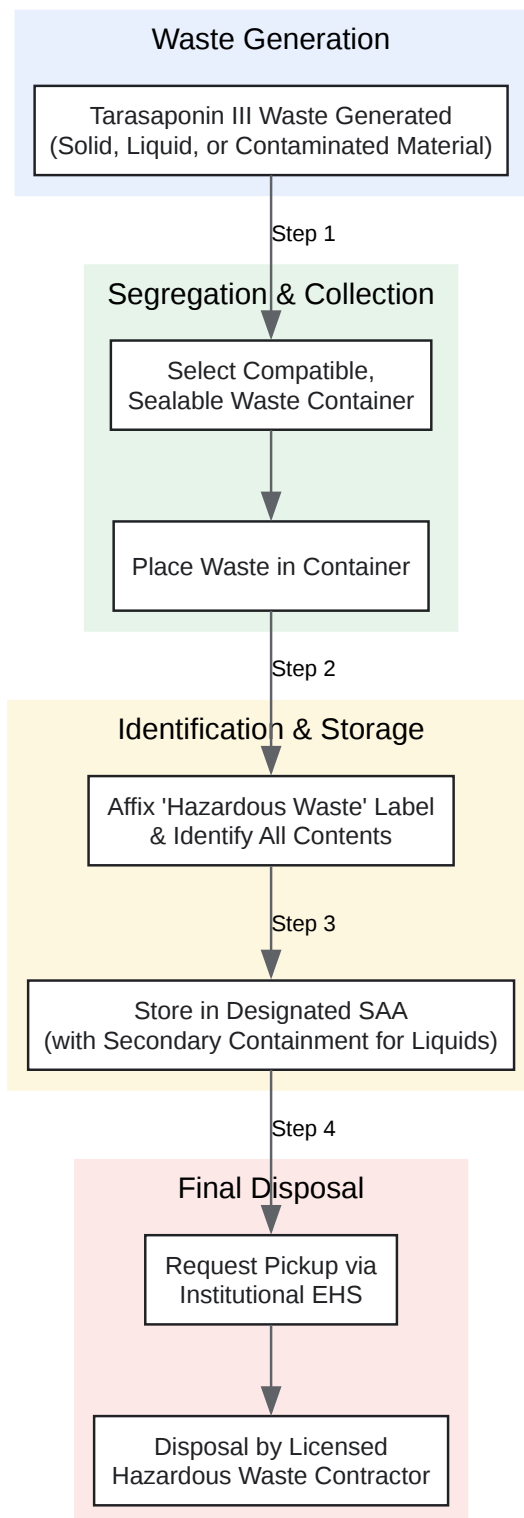 Waste Generation
Tarasaponin III Waste Generated
(Solid, Liquid, or Contaminated Material)
Step 1
Segregation & Collection
Select Compatible,
Sealable Waste Container
Place Waste in Container
Step 2
Identification & Storage
Affix 'Hazardous Waste' Label
& Identify All Contents
Step 3
Store in Designated SAA
(with Secondary Containment for Liquids)
Step 4
Final Disposal
Request Pickup via
Institutional EHS
Disposal by Licensed
Hazardous Waste Contractor